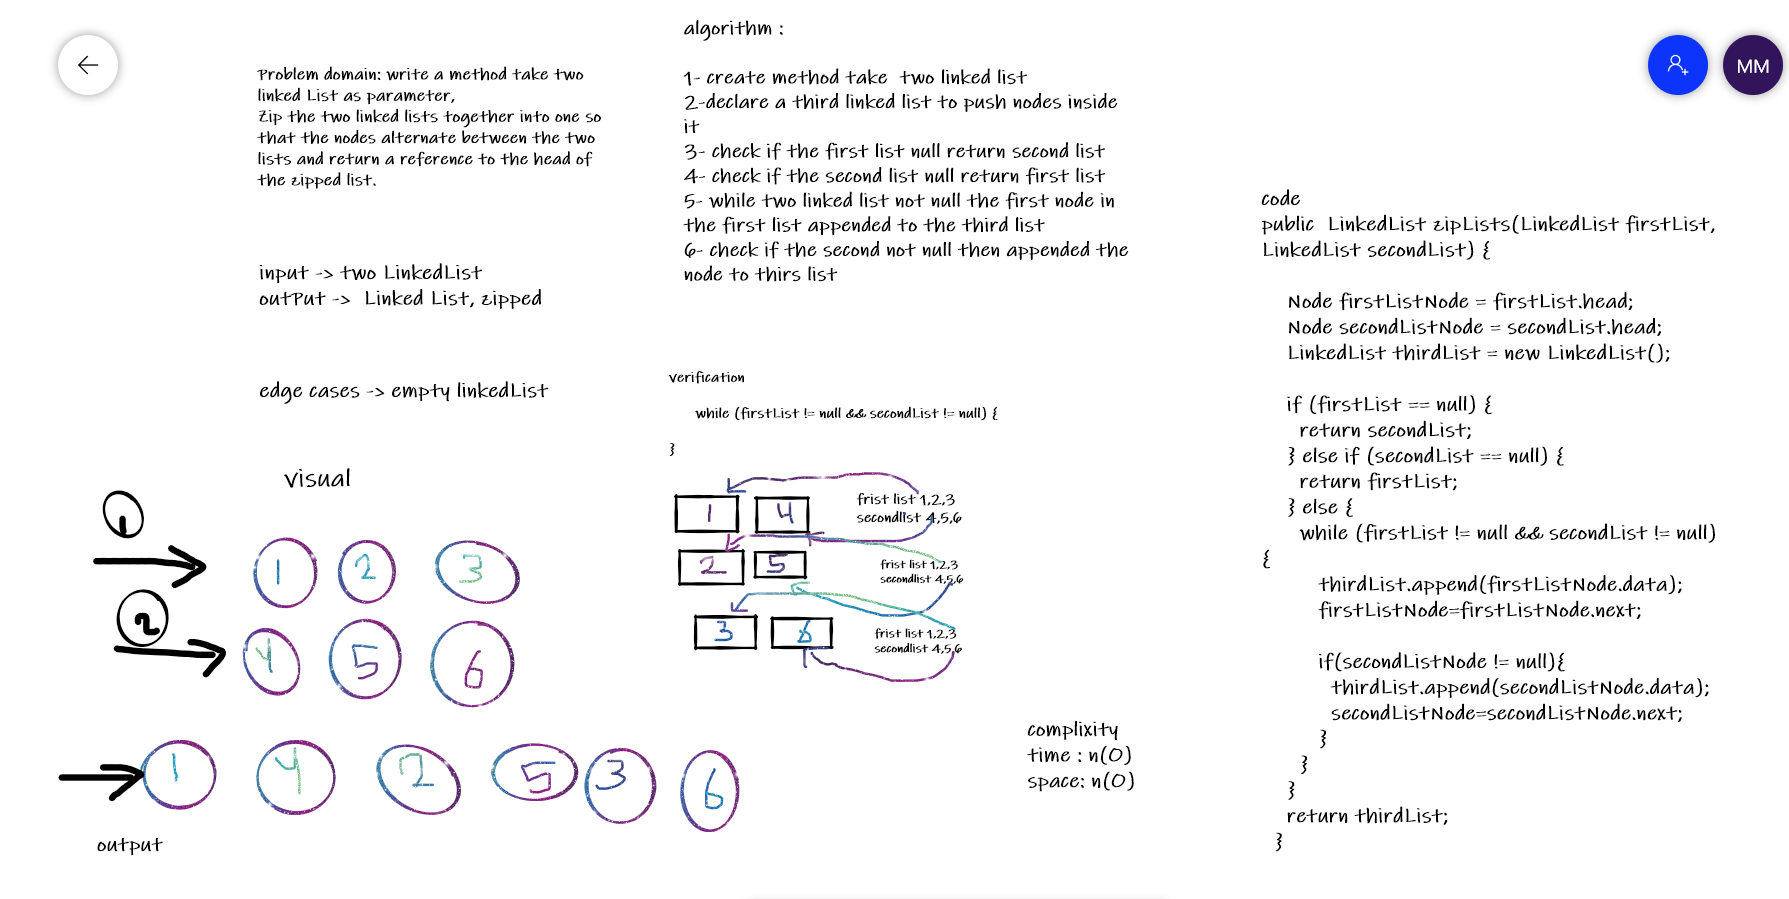 MM
Problem domain: write a method take two
linked List as parameter,
Zip the two linked lists together into one so
that the nodes alternate between the two
lists and return a reference to the head of
the zipped list.
input -> two LinkedList
outPut -> Linked List, zipped
edge cases -> empty linkedList
visual
1
1 2 3
2
4 5 6
1 4 2 5 3 6
output
algorithm :
1- create method take two linked list
2-declare a third linked list to push nodes inside
it
3- check if the first list null return second list
4- check if the second list null return first list
5- while two linked list not null the first node in
the first list appended to the third list
6- check if the second not null then appended the
node to thirs list
verification
while (firstList != null && secondList != null) {
}
1 4
frist list 1,2,3
secondlist 4,5,6
2 5
frist list 1,2,3
secondlist 4,5,6
3 6
frist list 1,2,3
secondlist 4,5,6
complixity
time : n(0)
space: n(0)
code
public LinkedList zipLists(LinkedList firstList,
LinkedList secondList) {
Node firstListNode = firstList.head;
Node secondListNode = secondList.head;
LinkedList thirdList = new LinkedList();
if (firstList == null) {
return secondList;
} else if (secondList == null) {
return firstList;
} else {
while (firstList != null && secondList != null)
{
thirdList.append(firstListNode.data);
firstListNode=firstListNode.next;
if(secondListNode != null){
thirdList.append(secondListNode.data);
secondListNode=secondListNode.next;
}
}
}
return thirdList;
}